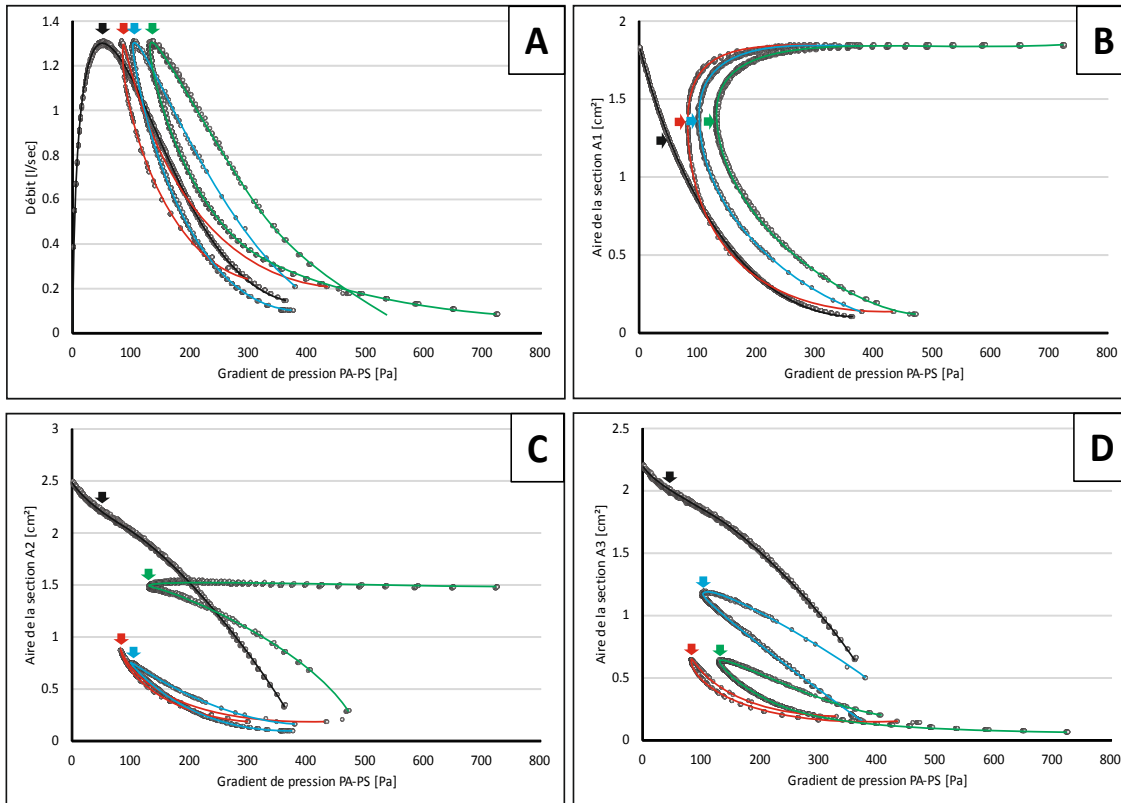 A
Débit [l/sec]
1.4
1.2
1
0.8
0.6
0.4
0.2
0
0 100 200 300 400 500 600 700 800
Gradient de pression PA-PS [Pa]
B
Aire de la section A1 [cm²]
2
1.5
1
0.5
0
0 100 200 300 400 500 600 700 800
Gradient de pression PA-PS [Pa]
C
Aire de la section A2 [cm²]
3
2.5
2
1.5
1
0.5
0
0 100 200 300 400 500 600 700 800
Gradient de pression PA-PS [Pa]
D
Aire de la section A3 [cm²]
2.5
2
1.5
1
0.5
0
0 100 200 300 400 500 600 700 800
Gradient de pression PA-PS [Pa]